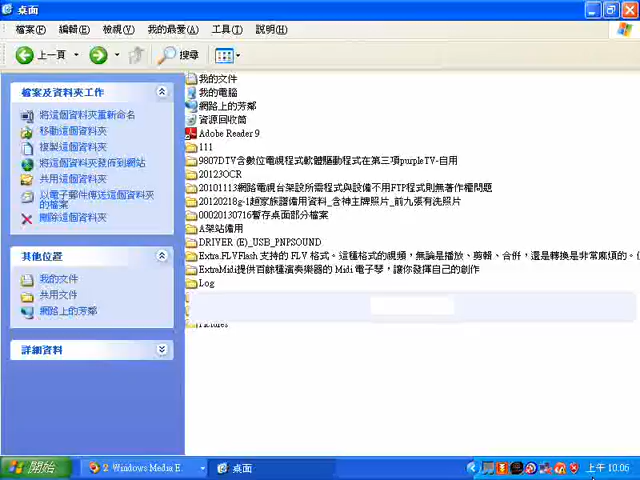 桌面
檔案(F) 編輯(E) 檢視(V) 我的最愛(A) 工具(T) 說明(H)
上一頁 搜尋
檔案及資料夾工作
將這個資料夾重新命名
移動這個資料夾
複製這個資料夾
將這個資料夾發佈到網站
共用這個資料夾
以電子郵件傳送這個資料夾
的檔案
刪除這個資料夾
其他位置
我的文件
共用文件
網路上的芳鄰
詳細資料
我的文件
我的電腦
網路上的芳鄰
資源回收筒
Adobe Reader 9
111
9807DTV含數位電視程式軟體驅動程式在第三項purpleTV-自用
20123OCR
20101113網路電視台架設所需程式與設備不用FTP程式則無著作權問題
20120218g-1趙家族譜備用資料_含神主牌照片_前九張有洗照片
00020130716暫存桌面部分檔案
A架站備用
DRIVER (E)_USB_PNPSOUND
Extra.FLVFlash 支持的 FLV 格式。這種格式的視頻，無論是播放、剪輯、合併，還是轉換是非常麻煩的。
ExtraMidi提供百餘種演奏樂器的 Midi 電子琴，讓你發揮自己的創作
Log
Pictures
開始 2 Windows Media E. 桌面 上午 10:06